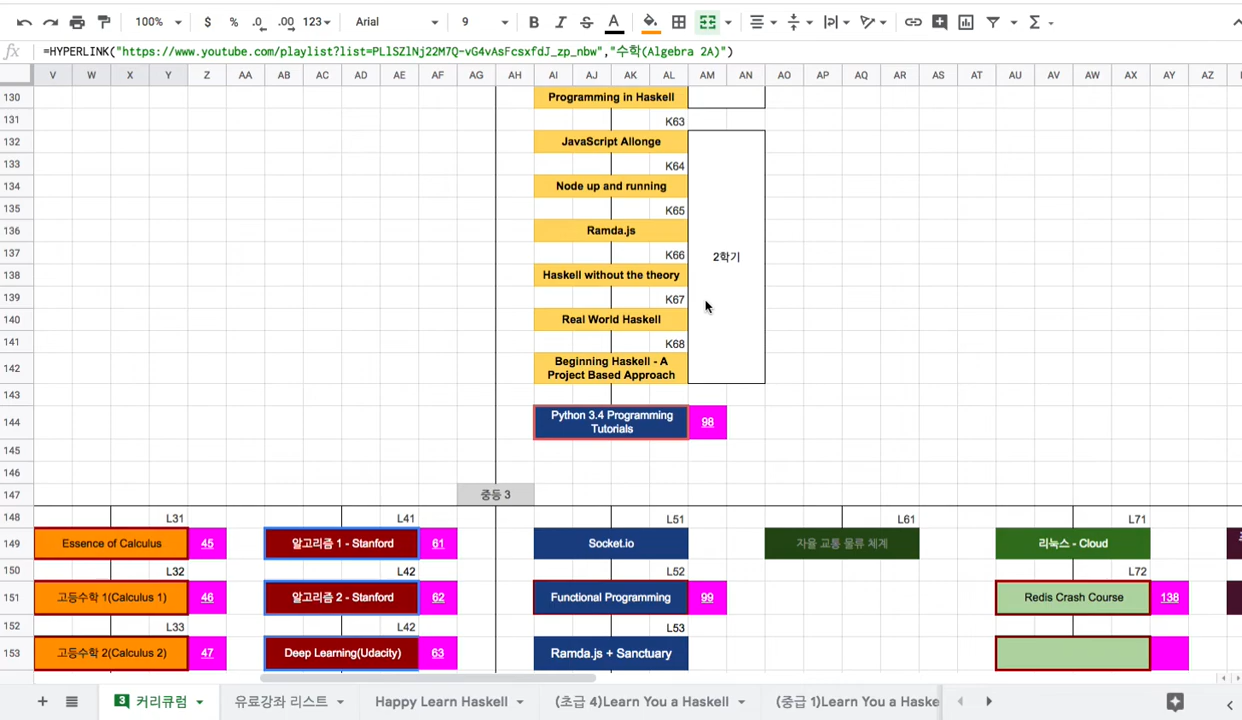 100% $ % .0 .00 123 Arial 9 B I S A
fx =HYPERLINK("https://www.youtube.com/playlist?list=PLlSZlNj22M7Q-vG4vAsFcsxfdJ_zp_nbw","수학(Algebra 2A)")
V W X Y Z AA AB AC AD AE AF AG AH AI AJ AK AL AM AN AO AP AQ AR AS AT AU AV AW AX AY AZ
130 Programming in Haskell
131 K63
132 JavaScript Allonge
133 K64
134 Node up and running
135 K65
136 Ramda.js
137 K66 2학기
138 Haskell without the theory
139 K67
140 Real World Haskell
141 K68
142 Beginning Haskell - A
Project Based Approach
143
144 Python 3.4 Programming 98
Tutorials
145
146
147 중등 3
148 L31 L41 L51 L61 L71
149 Essence of Calculus 45 알고리즘 1 - Stanford 61 Socket.io 자율 교통 물류 체계 리눅스 - Cloud
150 L32 L42 L52 L72
151 고등수학 1(Calculus 1) 46 알고리즘 2 - Stanford 62 Functional Programming 99 Redis Crash Course 138
152 L33 L42 L53
153 고등수학 2(Calculus 2) 47 Deep Learning(Udacity) 63 Ramda.js + Sanctuary
3 커리큘럼 유료강좌 리스트 Happy Learn Haskell (초급 4)Learn You a Haskell (중급 1)Learn You a Haske